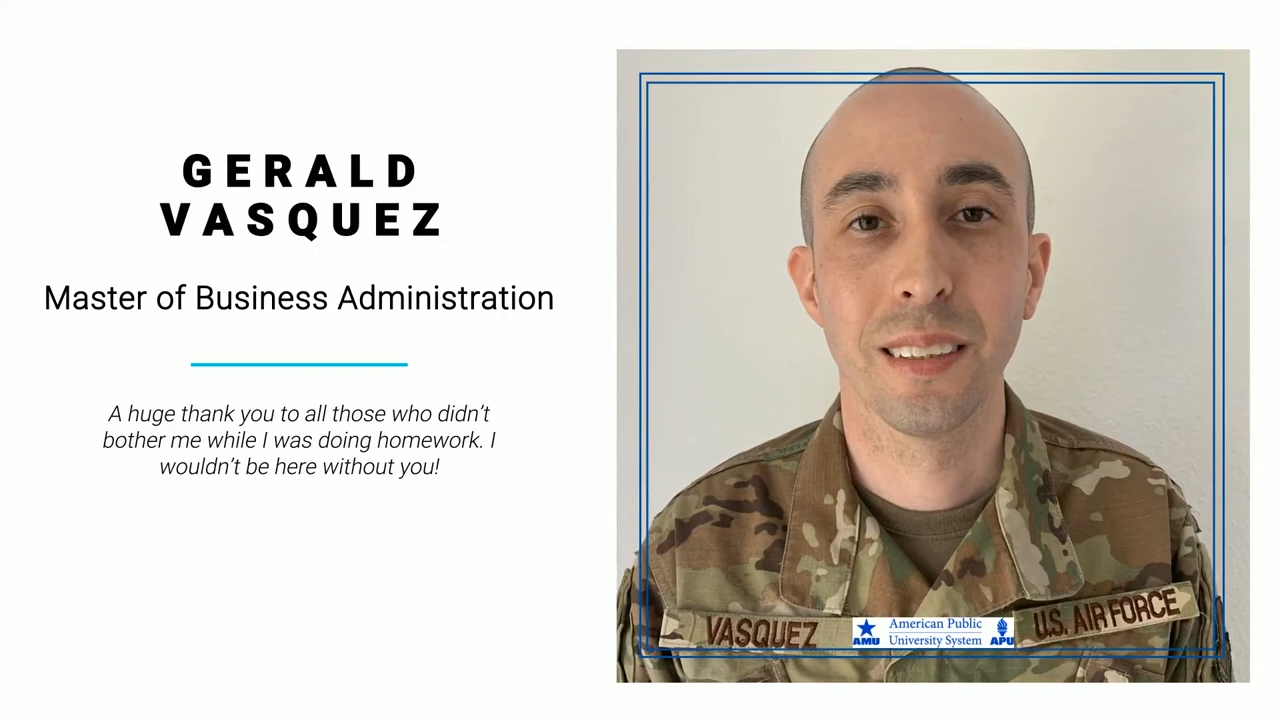 GERALD
VASQUEZ
Master of Business Administration
A huge thank you to all those who didn’t
bother me while I was doing homework. I
wouldn’t be here without you!
VASQUEZ
AMU
American Public
University System
APU
U.S. AIR FORCE